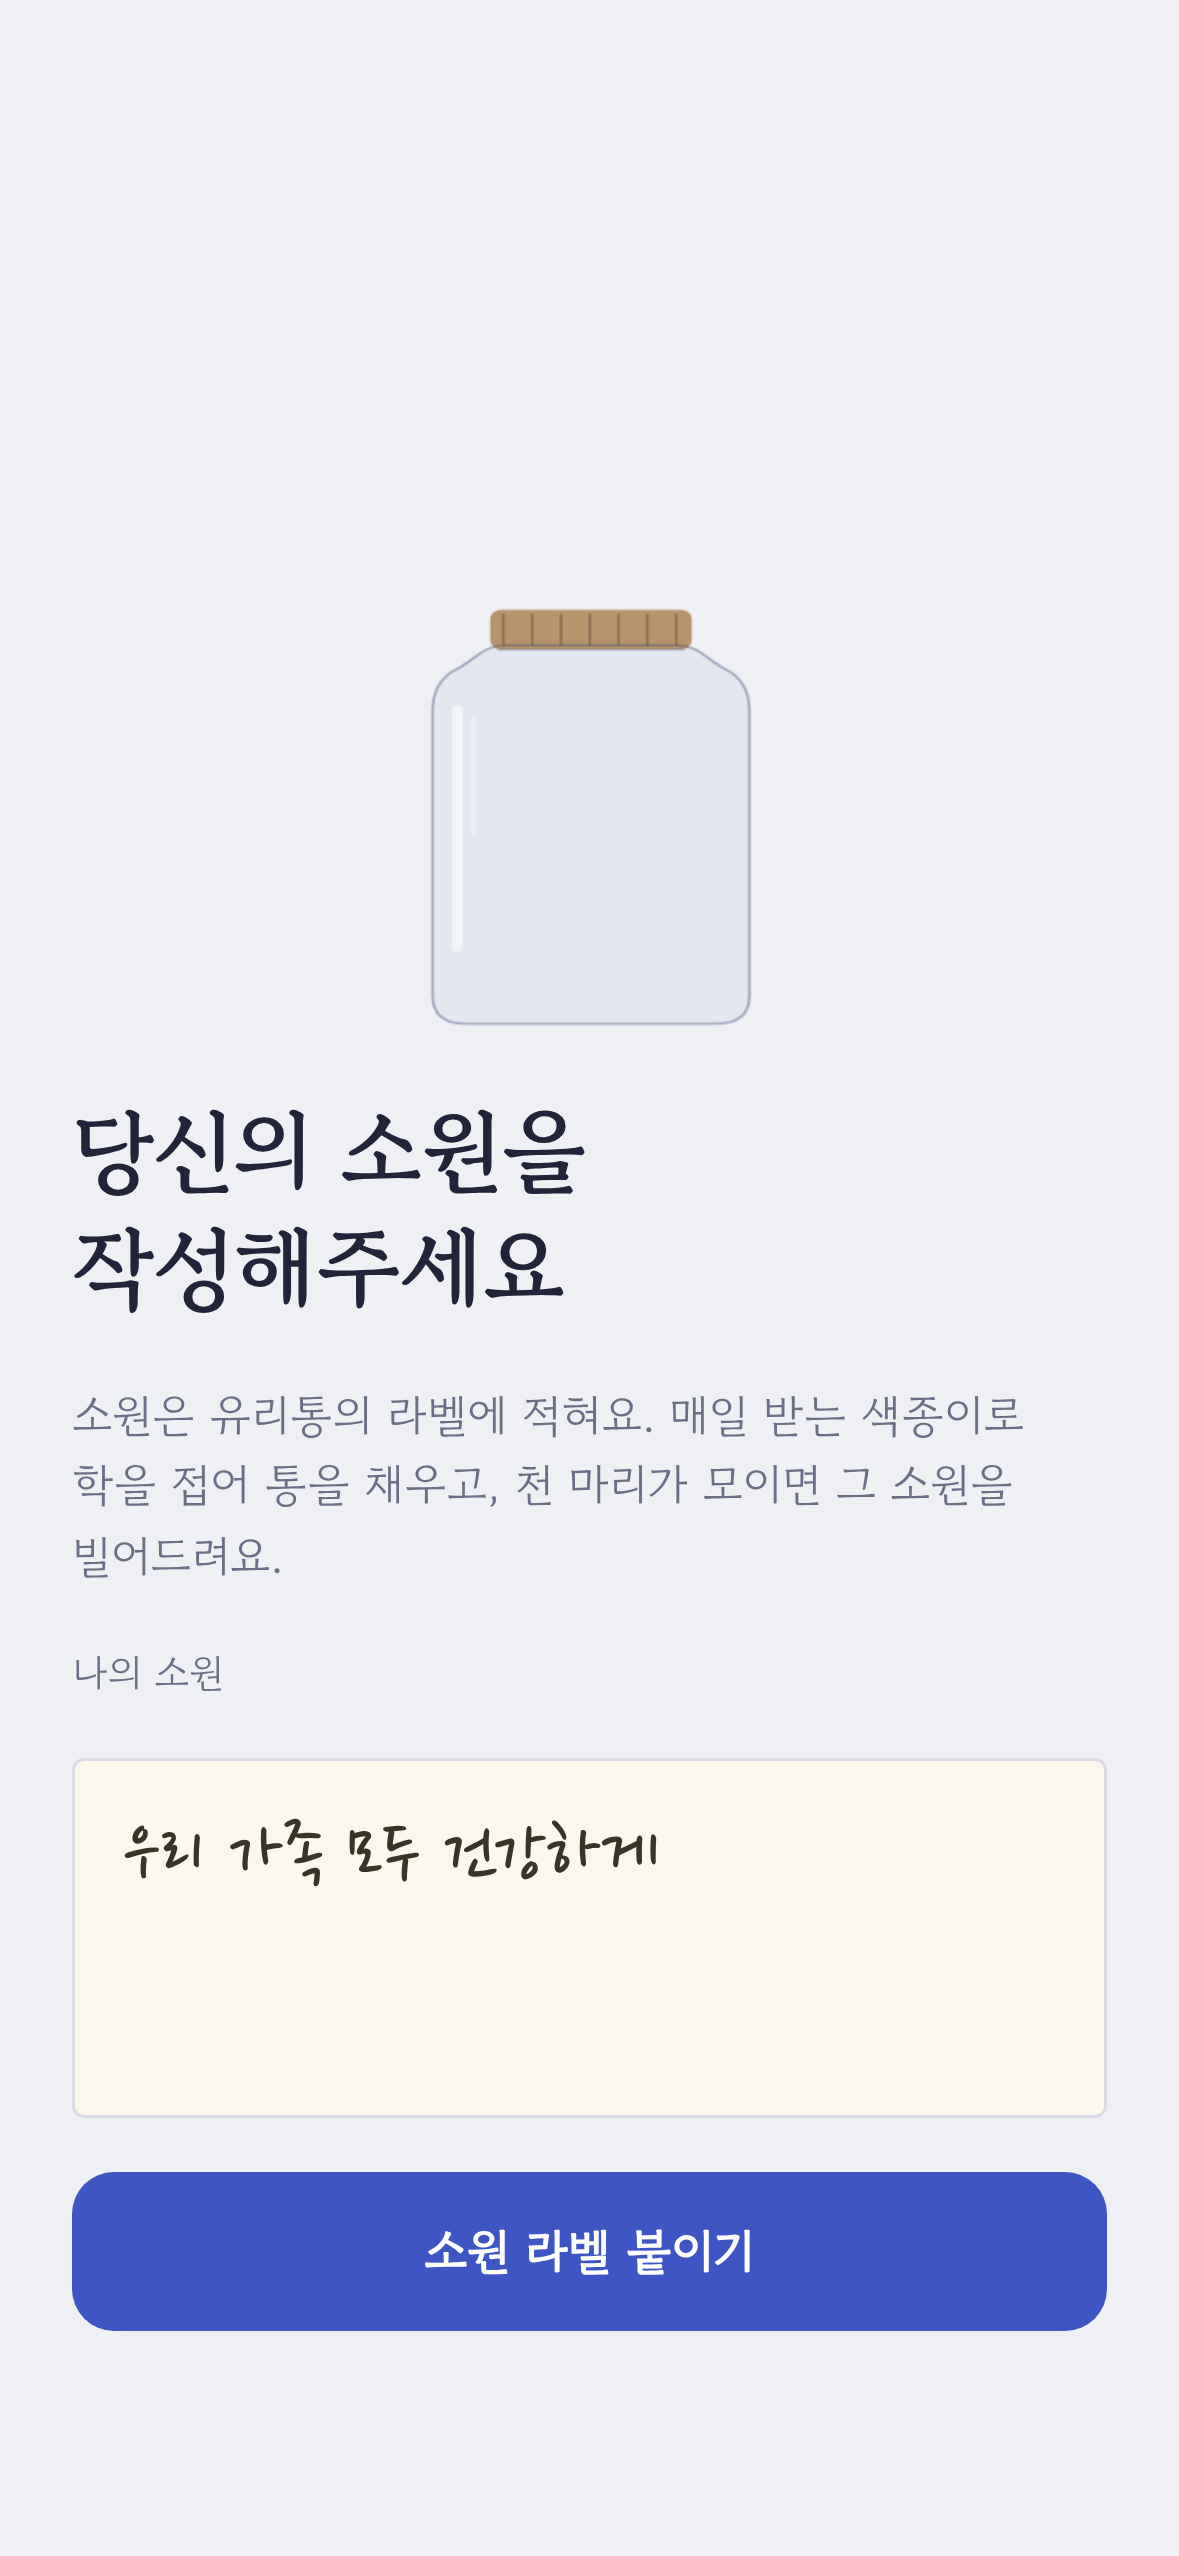 당신의 소원을
작성해주세요
소원은 유리통의 라벨에 적혀요. 매일 받는 색종이로
학을 접어 통을 채우고, 천 마리가 모이면 그 소원을
빌어드려요.
나의 소원
우리 가족 모두 건강하게
소원 라벨 붙이기